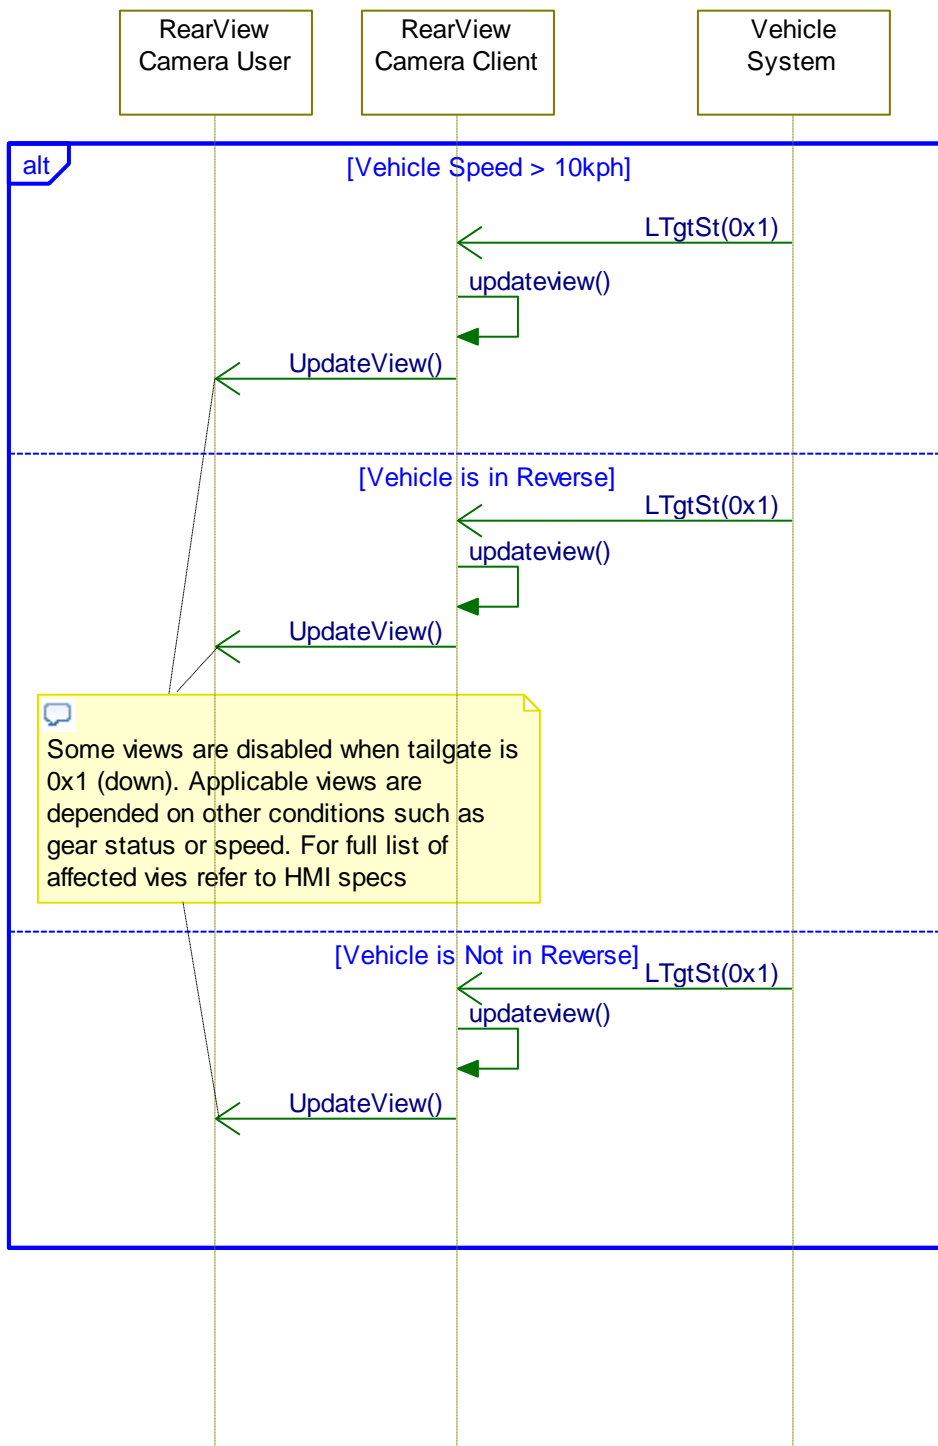 RearView
Camera User
RearView
Camera Client
Vehicle
System
alt
[Vehicle Speed > 10kph]
LTgtSt(0x1)
updateview()
UpdateView()
[Vehicle is in Reverse]
LTgtSt(0x1)
updateview()
UpdateView()
Some views are disabled when tailgate is
0x1 (down). Applicable views are
depended on other conditions such as
gear status or speed. For full list of
affected vies refer to HMI specs
[Vehicle is Not in Reverse]
LTgtSt(0x1)
updateview()
UpdateView()